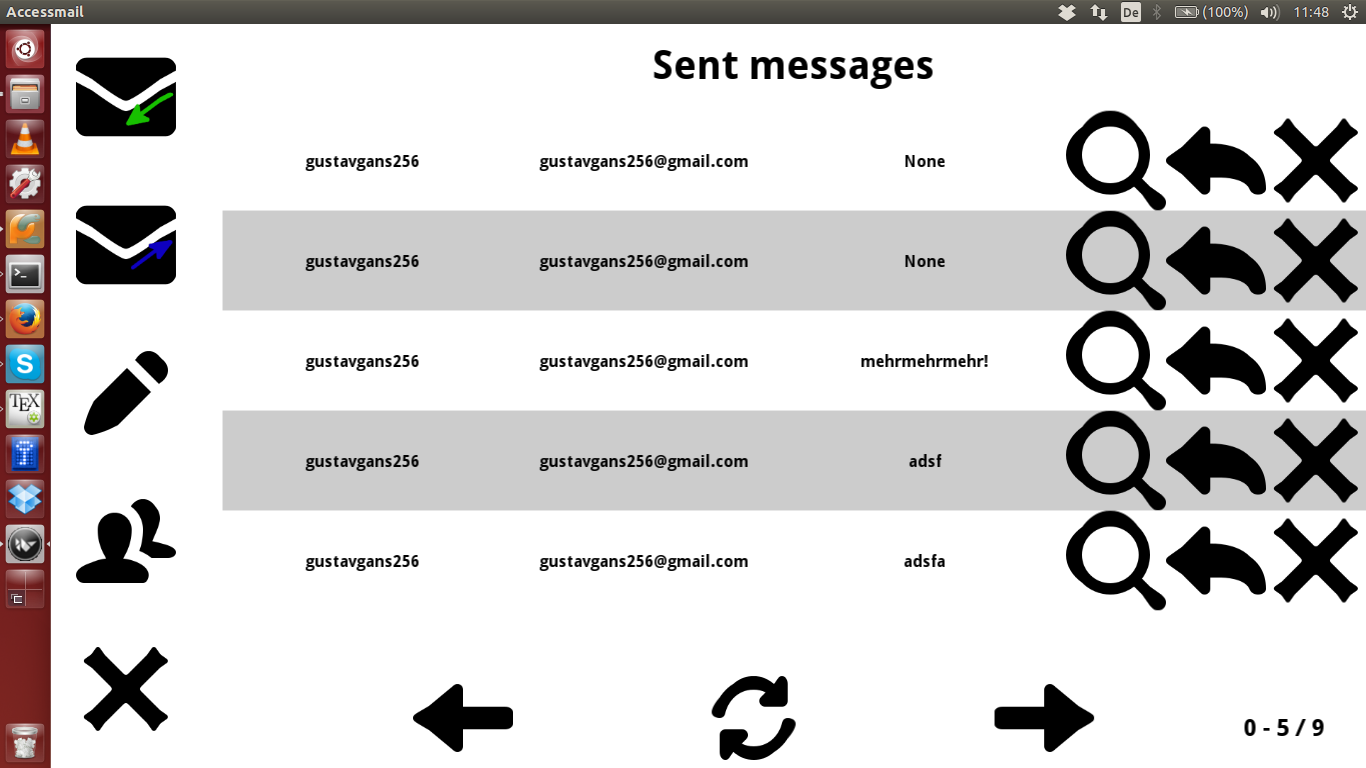 Accessmail
De
(100%)
11:48
Sent messages
gustavgans256 gustavgans256@gmail.com None
gustavgans256 gustavgans256@gmail.com None
gustavgans256 gustavgans256@gmail.com mehrmehrmehr!
gustavgans256 gustavgans256@gmail.com adsf
gustavgans256 gustavgans256@gmail.com adsfa
S
TEX
T
0 - 5 / 9